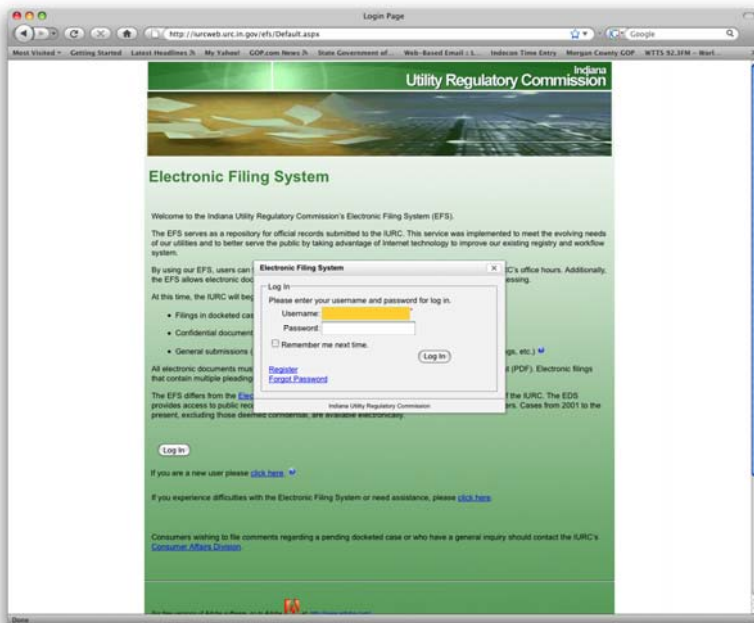 Login Page
http://iurcweb.urc.in.gov/efs/Default.aspx
Google
Most Visited Getting Started Latest Headlines My Yahoo! GOP.com News State Government of... Web-Based Email : L... Indecon Time Entry Morgan County GOP WTTS 92.3FM – Worl...
Indiana
Utility Regulatory Commission
Electronic Filing System
Welcome to the Indiana Utility Regulatory Commission's Electronic Filing System (EFS).
The EFS serves as a repository for official records submitted to the IURC. This service was implemented to meet the evolving needs
of our utilities and to better serve the public by taking advantage of Internet technology to improve our existing registry and workflow
system.
By using our EFS, users can C's office hours. Additionally,
the EFS allows electronic doc essing.
At this time, the IURC will beg
• Filings in docketed cas
• Confidential document
• General submissions ( gs, etc.)
All electronic documents mus t (PDF). Electronic filings
that contain multiple pleading
The EFS differs from the Elec f the IURC. The EDS
provides access to public rec ers. Cases from 2001 to the
present, excluding those deemed confidential, are available electronically.
Electronic Filing System
Log In
Please enter your username and password for log in.
Username: *
Password:
Remember me next time.
Log In
Register
Forgot Password
Indiana Utility Regulatory Commission
Log In
If you are a new user please click here.
If you experience difficulties with the Electronic Filing System or need assistance, please click here.
Consumers wishing to file comments regarding a pending docketed case or who have a general inquiry should contact the IURC's
Consumer Affairs Division.
Done